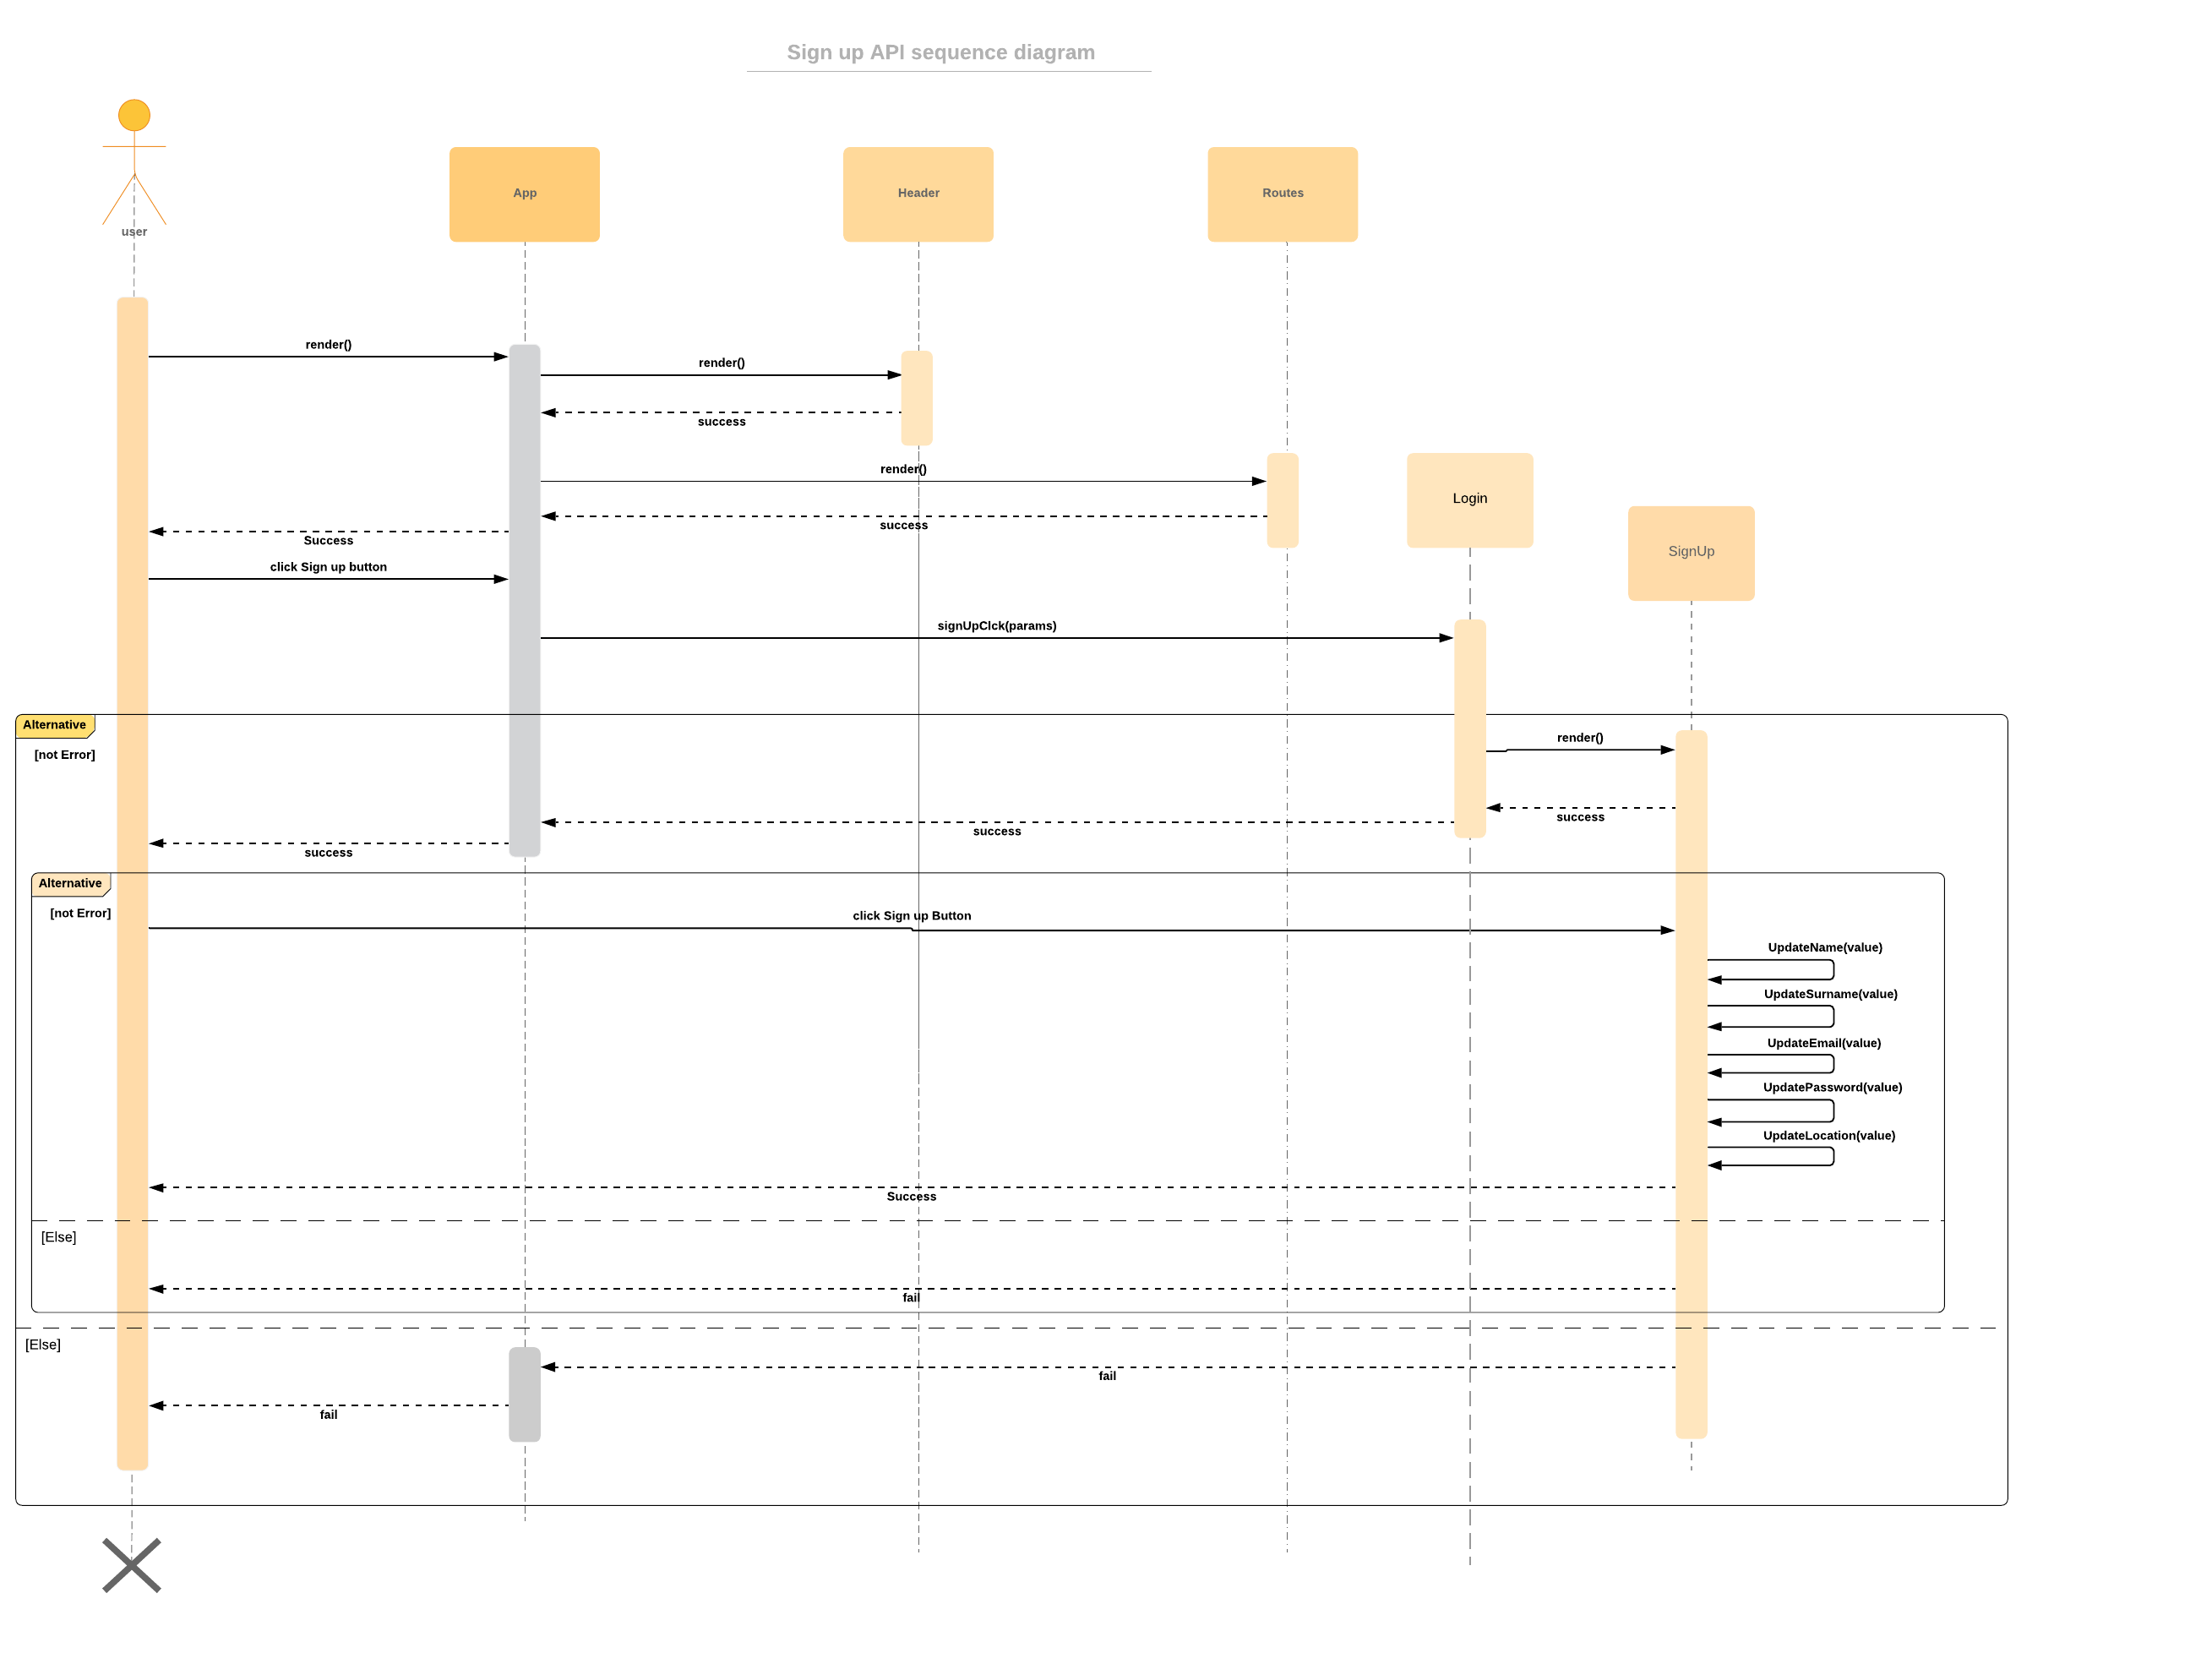 Sign up API sequence diagram
user
App
Header
Routes
render()
render()
success
render()
success
Login
Success
SignUp
click Sign up button
signUpClck(params)
Alternative
[not Error]
render()
success
success
success
Alternative
[not Error]
click Sign up Button
UpdateName(value)
UpdateSurname(value)
UpdateEmail(value)
UpdatePassword(value)
UpdateLocation(value)
Success
[Else]
fail
[Else]
fail
fail